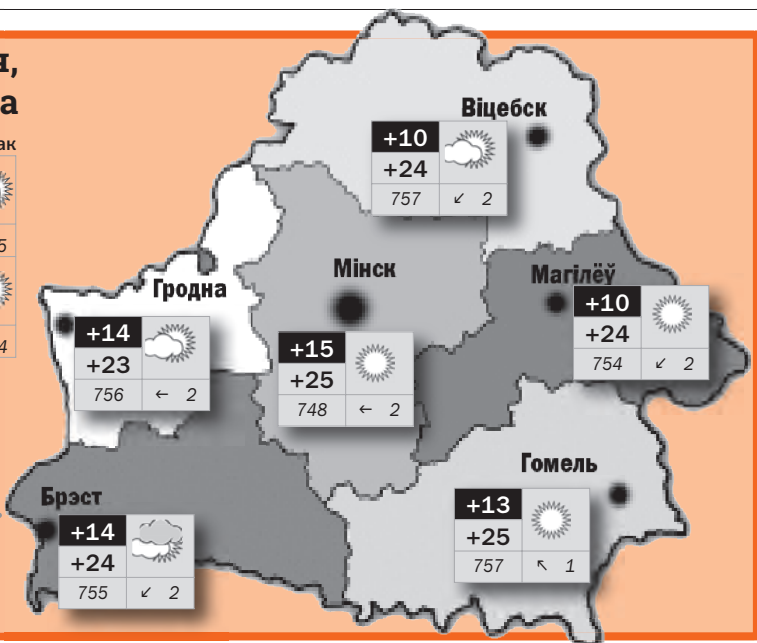 Віцебск
+10
+24
757 ↙ 2
Мінск
+15
+25
748 ← 2
Магілёў
+10
+24
754 ↙ 2
Гродна
+14
+23
756 ← 2
Гомель
+13
+25
757 ↖ 1
Брэст
+14
+24
755 ↙ 2